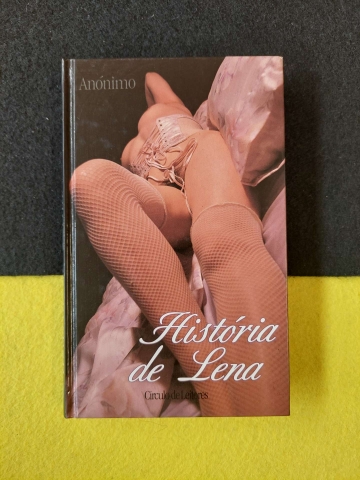 Anónimo
História
de Lena
Círculo de Leitores